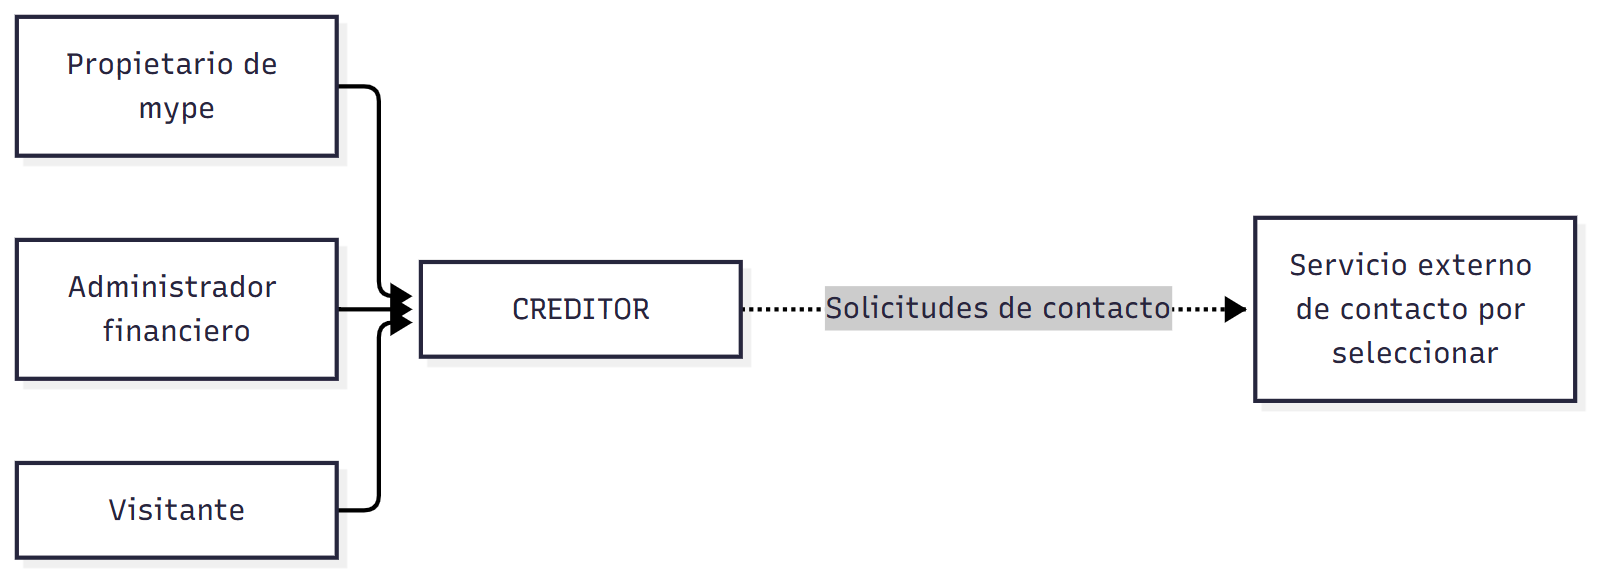 Propietario de
mype
Administrador
financiero
Visitante
CREDITOR
Solicitudes de contacto
Servicio externo
de contacto por
seleccionar